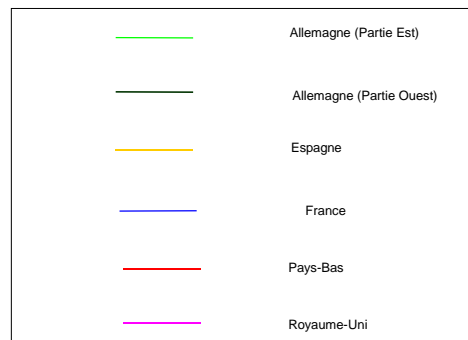 Allemagne (Partie Est)
Allemagne (Partie Ouest)
Espagne
France
Pays-Bas
Royaume-Uni